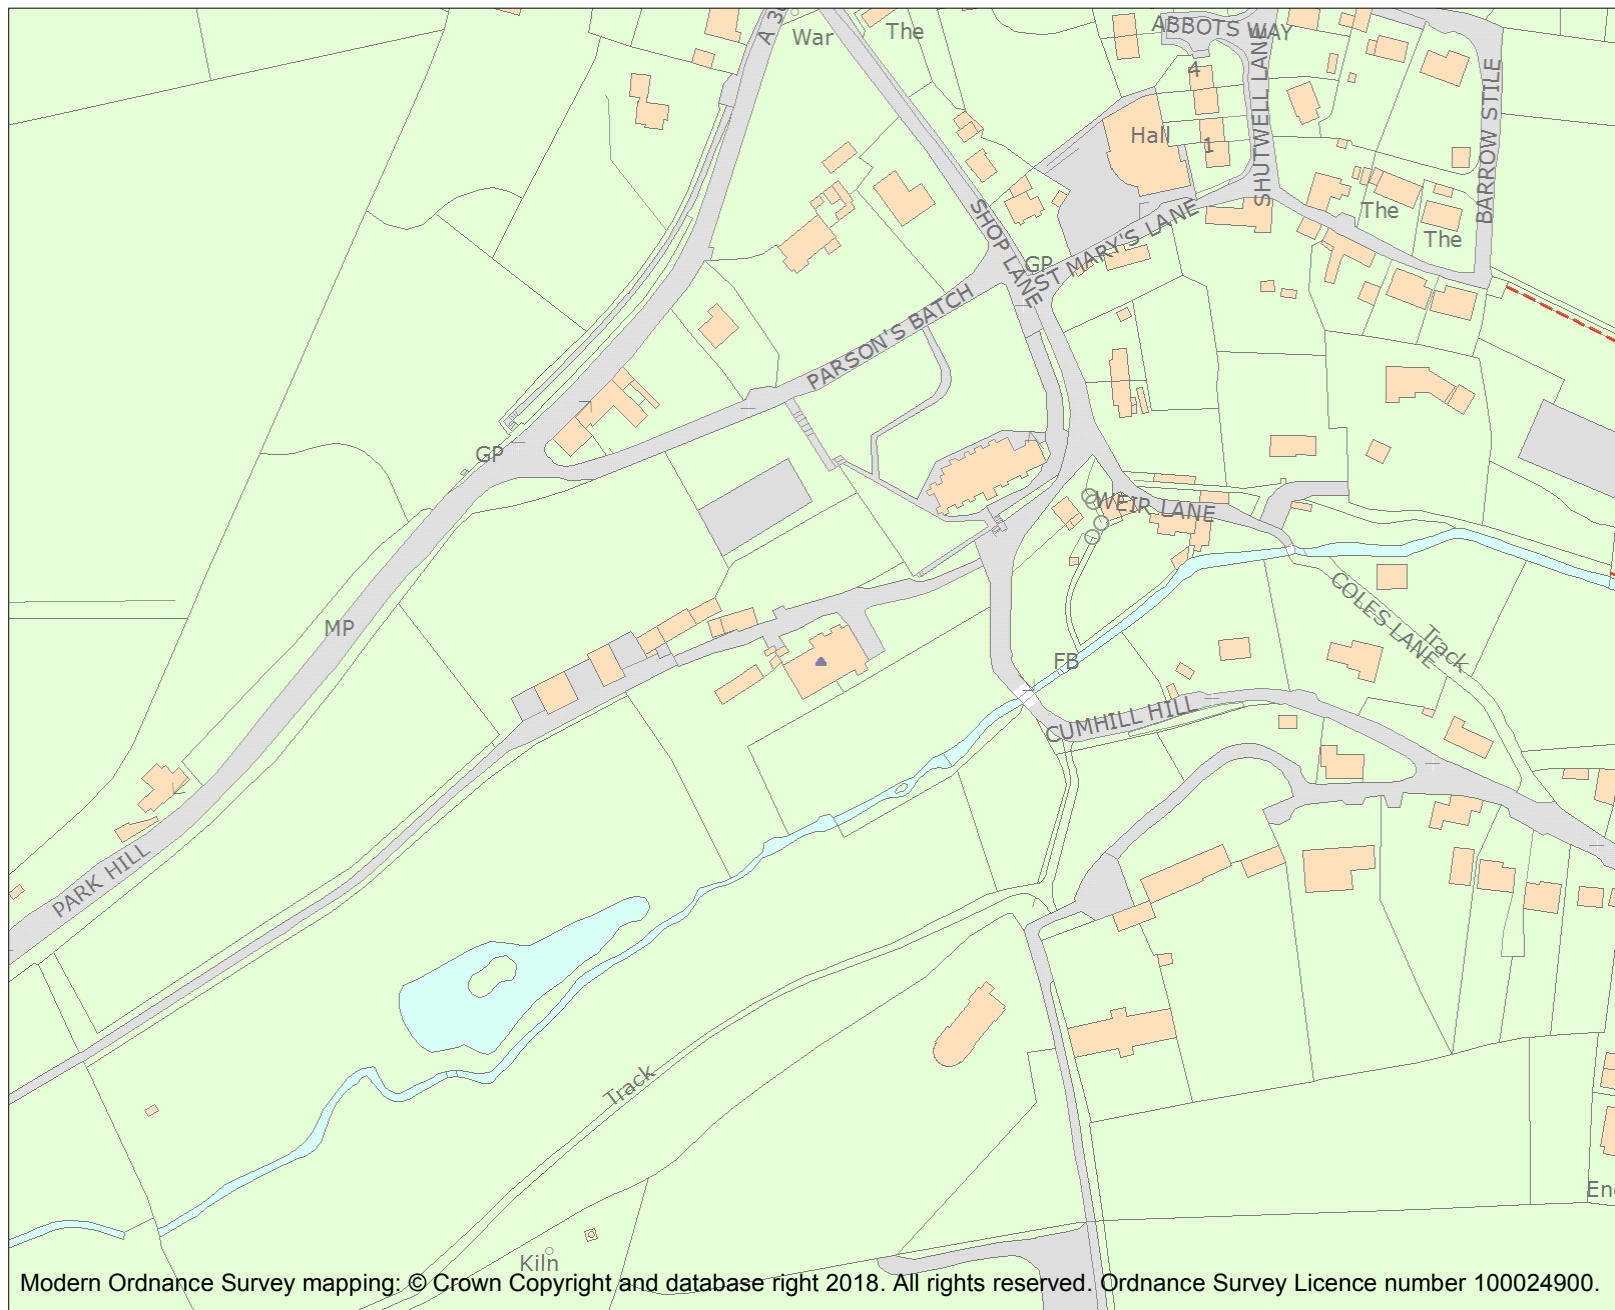 A 3
War
The
ABBOTS WAY
4
Hall
1
SHUTWELL LANE
BARROW STILE
The
The
SHOP LANE
ST MARY'S LANE
GP
PARSON'S BATCH
GP
WEIR LANE
MP
COLES LANE
Track
FB
CUMHILL HILL
PARK HILL
Track
Kiln
Modern Ordnance Survey mapping: © Crown Copyright and database right 2018. All rights reserved. Ordnance Survey Licence number 100024900.